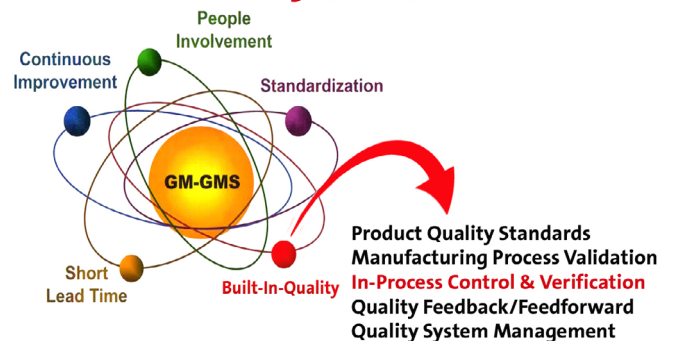 People
Involvement
Continuous
Improvement
Standardization
GM-GMS
Short
Lead Time
Built-In-Quality
Product Quality Standards
Manufacturing Process Validation
In-Process Control & Verification
Quality Feedback/Feedforward
Quality System Management